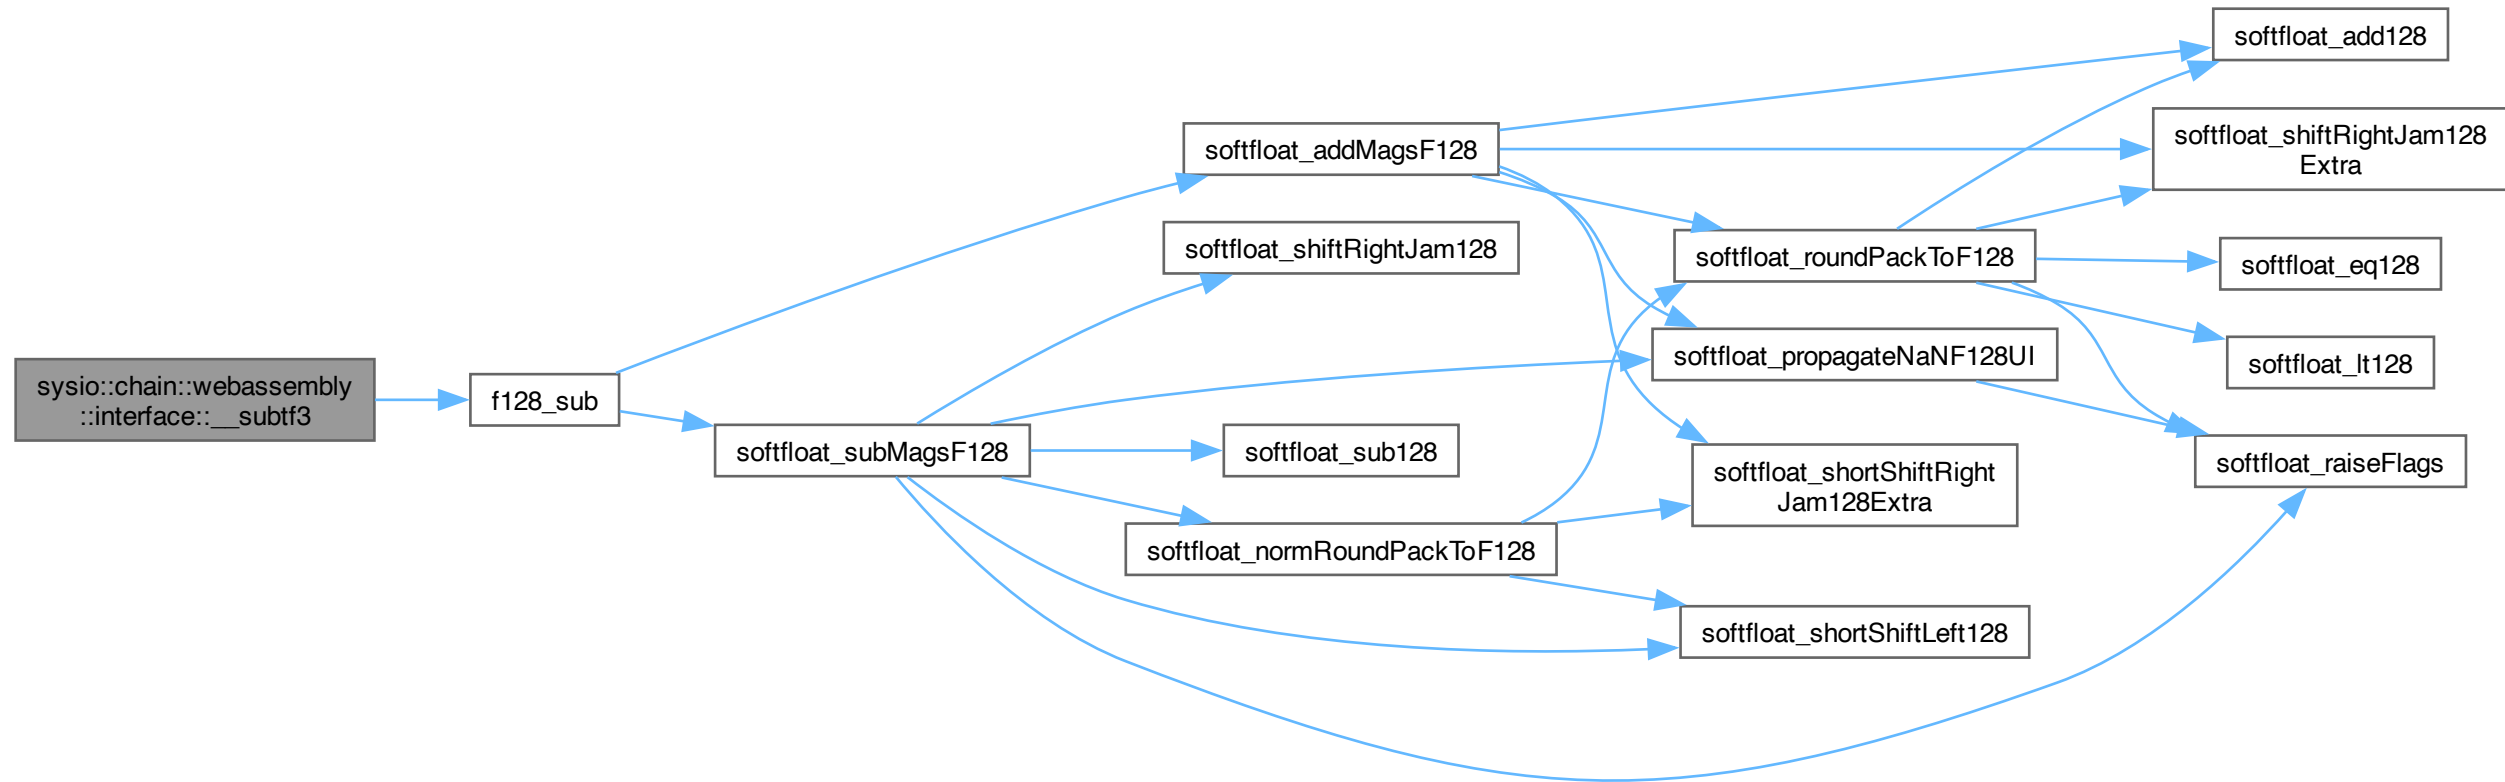 sysio::chain::webassembly
::interface::__subtf3
f128_sub
softfloat_addMagsF128
softfloat_shiftRightJam128
softfloat_subMagsF128
softfloat_sub128
softfloat_normRoundPackToF128
softfloat_roundPackToF128
softfloat_propagateNaNF128UI
softfloat_shortShiftRight
Jam128Extra
softfloat_shortShiftLeft128
softfloat_add128
softfloat_shiftRightJam128
Extra
softfloat_eq128
softfloat_lt128
softfloat_raiseFlags